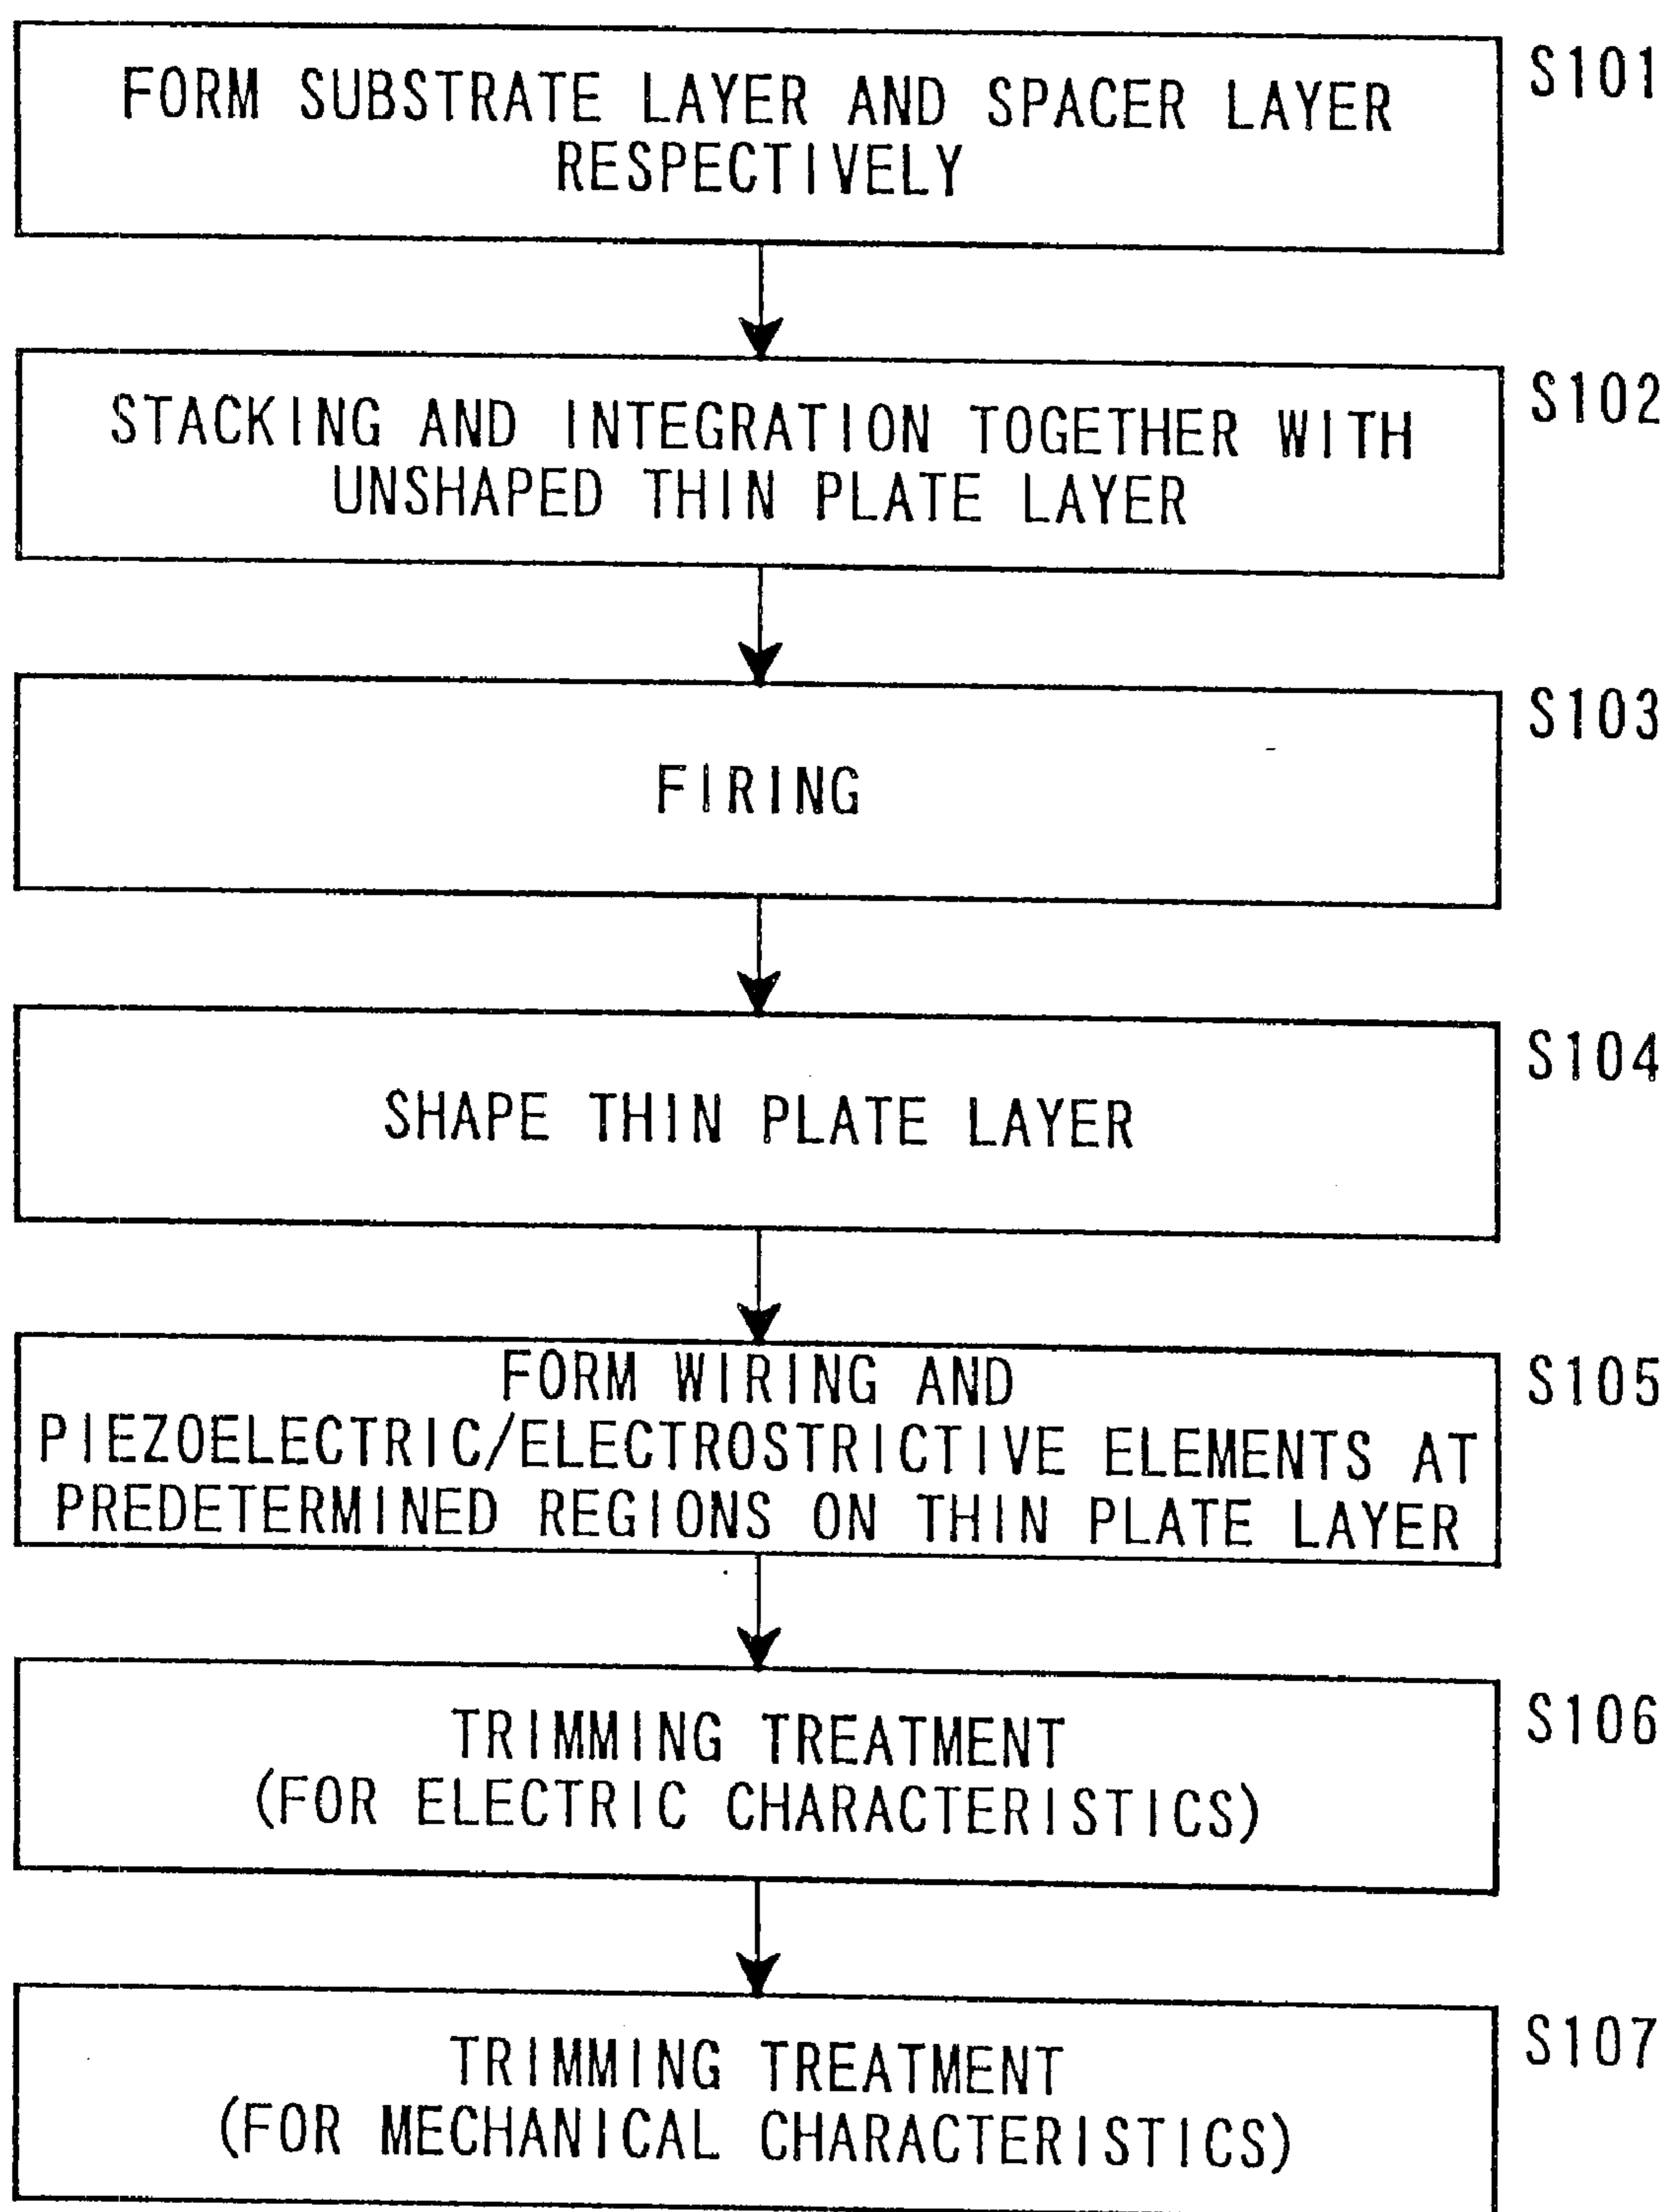 FORM SUBSTRATE LAYER AND SPACER LAYER
RESPECTIVELY
S101
STACKING AND INTEGRATION TOGETHER WITH
UNSHAPED THIN PLATE LAYER
S102
FIRING
S103
SHAPE THIN PLATE LAYER
S104
FORM WIRING AND
PIEZOELECTRIC/ELECTROSTRICTIVE ELEMENTS AT
PREDETERMINED REGIONS ON THIN PLATE LAYER
S105
TRIMMING TREATMENT
(FOR ELECTRIC CHARACTERISTICS)
S106
TRIMMING TREATMENT
(FOR MECHANICAL CHARACTERISTICS)
S107